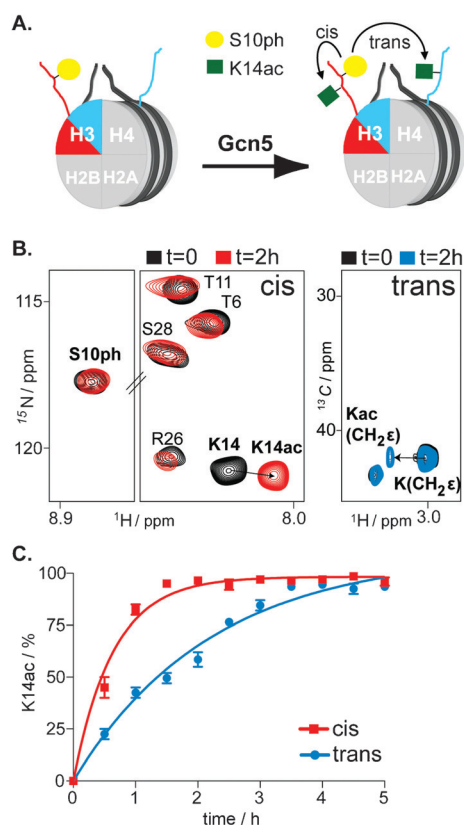 A.
S10ph
K14ac
cis
trans
H3
H4
H2B
H2A
Gcn5
H3
H4
H2B
H2A
B.
t=0
t=2h
t=0
t=2h
cis
trans
T11
T6
S28
S10ph
R26
K14
K14ac
115
120
¹⁵N / ppm
8.9
¹H / ppm
8.0
30
40
¹³C / ppm
Kac
(CH₂ε)
K(CH₂ε)
¹H / ppm
3.0
C.
K14ac / %
100
75
50
25
0
0
1
2
3
4
5
time / h
cis
trans